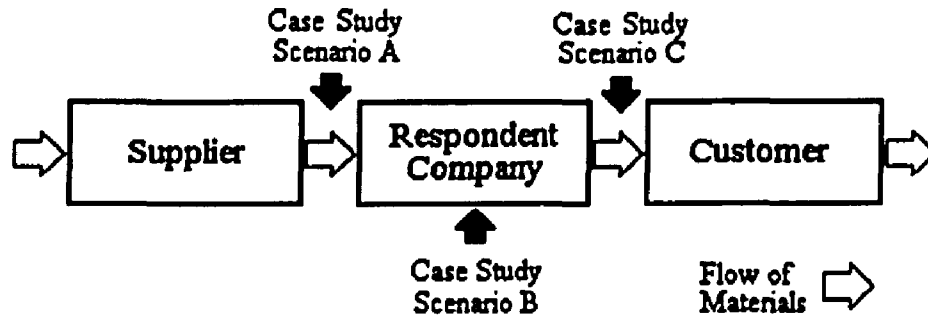 Case Study
Scenario A
Case Study
Scenario C
Supplier
Respondent
Company
Customer
Case Study
Scenario B
Flow of
Materials